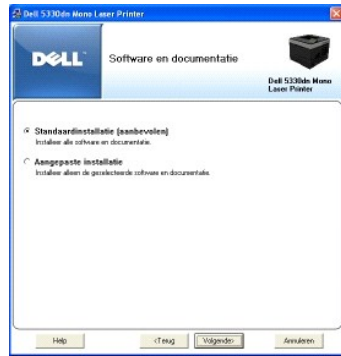 Dell 5330dn Mono Laser Printer
DELL
Software en documentatie
Dell 5330dn Mono
Laser Printer
Standaardinstallatie (aanbevolen)
Installeer alle software en documentatie.
Aangepaste installatie
Installeer alleen de geselecteerde software en documentatie.
Help
<Terug
Volgende>
Annuleren